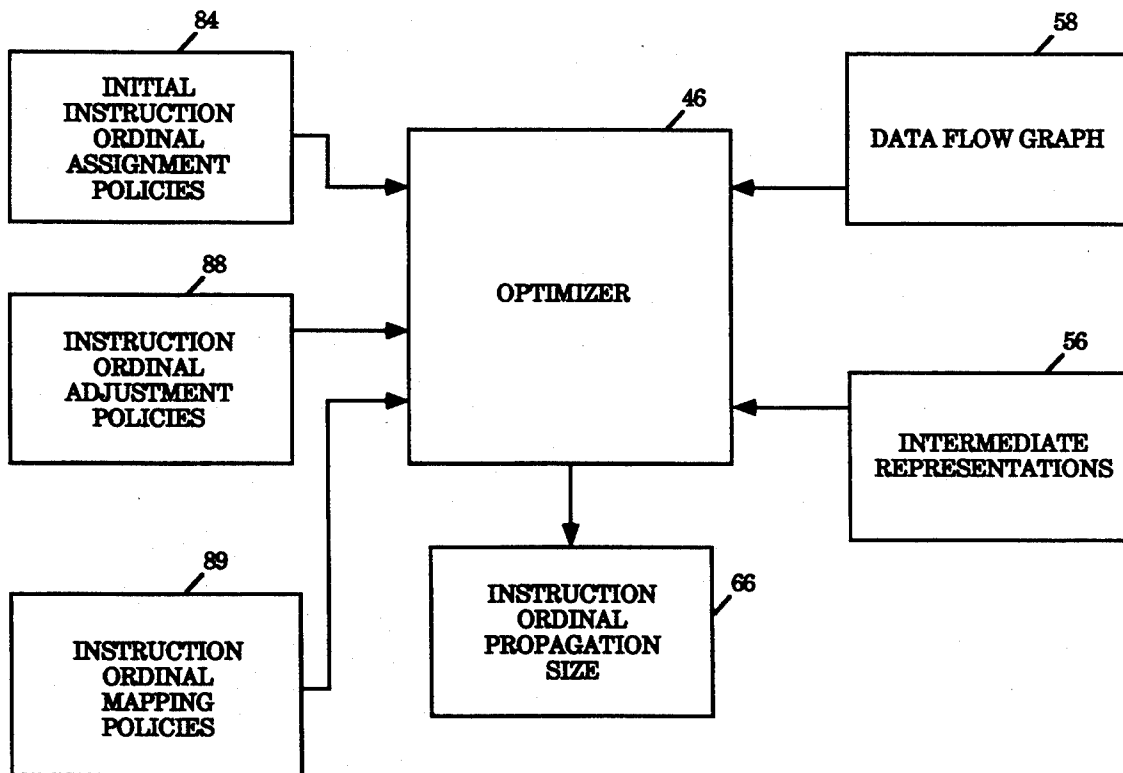 84
INITIAL
INSTRUCTION
ORDINAL
ASSIGNMENT
POLICIES
88
INSTRUCTION
ORDINAL
ADJUSTMENT
POLICIES
89
INSTRUCTION
ORDINAL
MAPPING
POLICIES
46
OPTIMIZER
66
INSTRUCTION
ORDINAL
PROPAGATION
SIZE
58
DATA FLOW GRAPH
56
INTERMEDIATE
REPRESENTATIONS